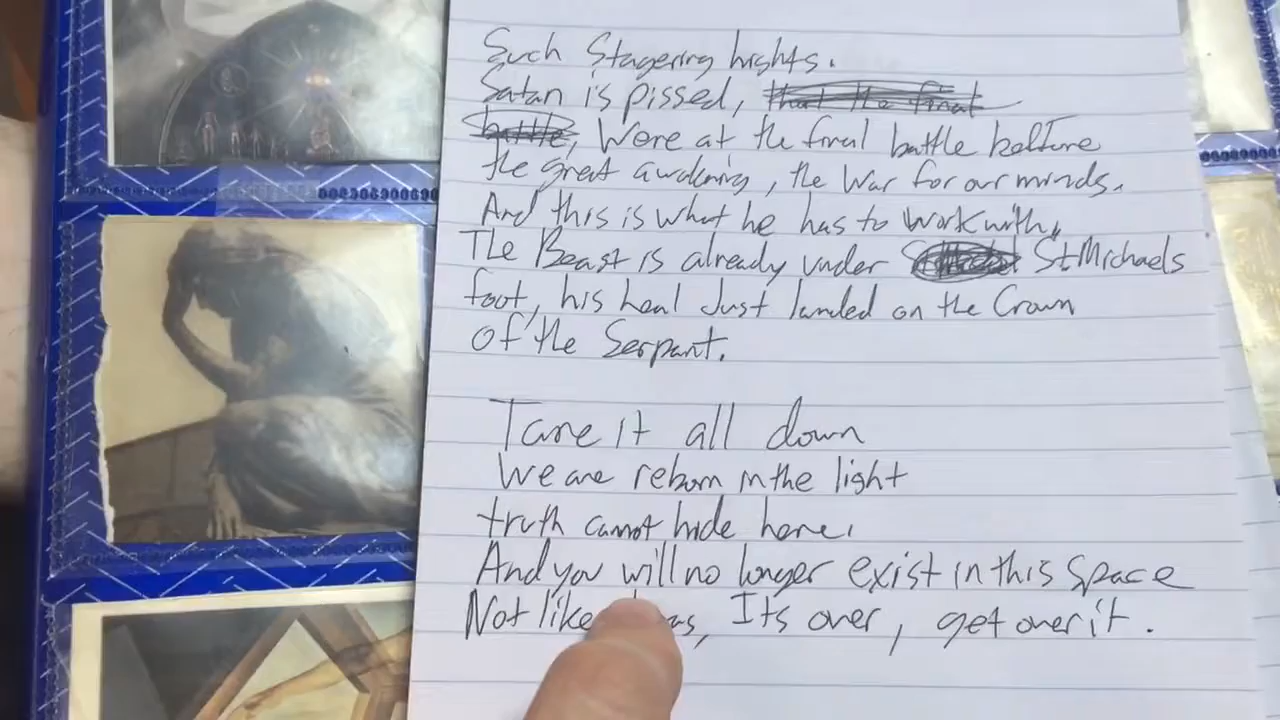 Such Stagering hights.
Satan is pissed, that the final
battle, Were at the final battle before
the great awakening, the War for our minds.
And this is what he has to work with,
The Beast is already under St Michaels
foot, his heal Just landed on the Crown
Of the Serpant.
Tare it all down
We are reborn in the light
truth cannot hide here,
And you will no longer exist in this space
Not like Its over, get over it.